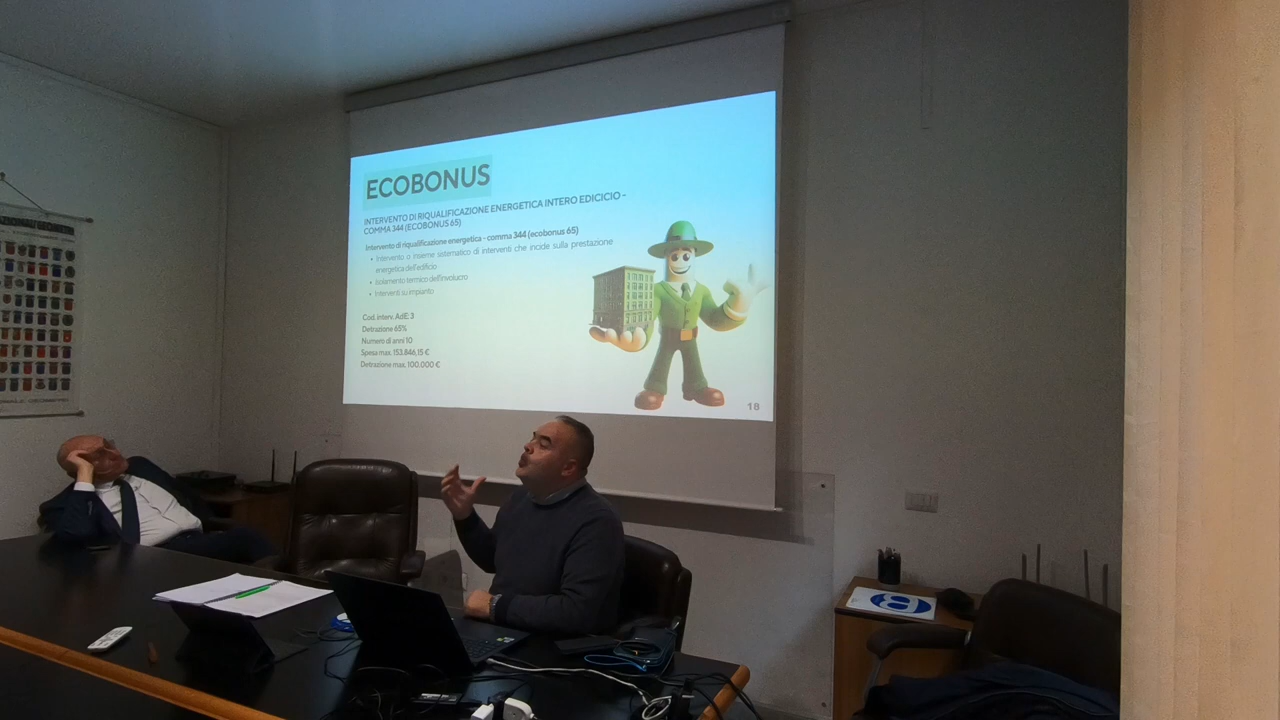 ECOBONUS
INTERVENTO DI RIQUALIFICAZIONE ENERGETICA INTERO EDICICIO -
COMMA 344 (ECOBONUS 65)
Intervento di riqualificazione energetica - comma 344 (ecobonus 65)
• Intervento o insieme sistematico di interventi che incide sulla prestazione
energetica dell'edificio
• Isolamento termico dell'involucro
• Interventi su impianto
Cod. interv. AdE: 3
Detrazione 65%
Numero di anni 10
Spesa max. 153.846,15 €
Detrazione max. 100.000 €
18